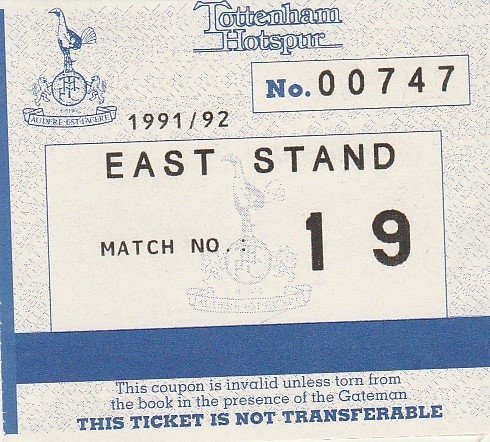 Tottenham
Hotspur
No. 00747
AUDERE·EST·FACERE
1991/92
EAST STAND
MATCH NO.: 19
This coupon is invalid unless torn from
the book in the presence of the Gateman
THIS TICKET IS NOT TRANSFERABLE